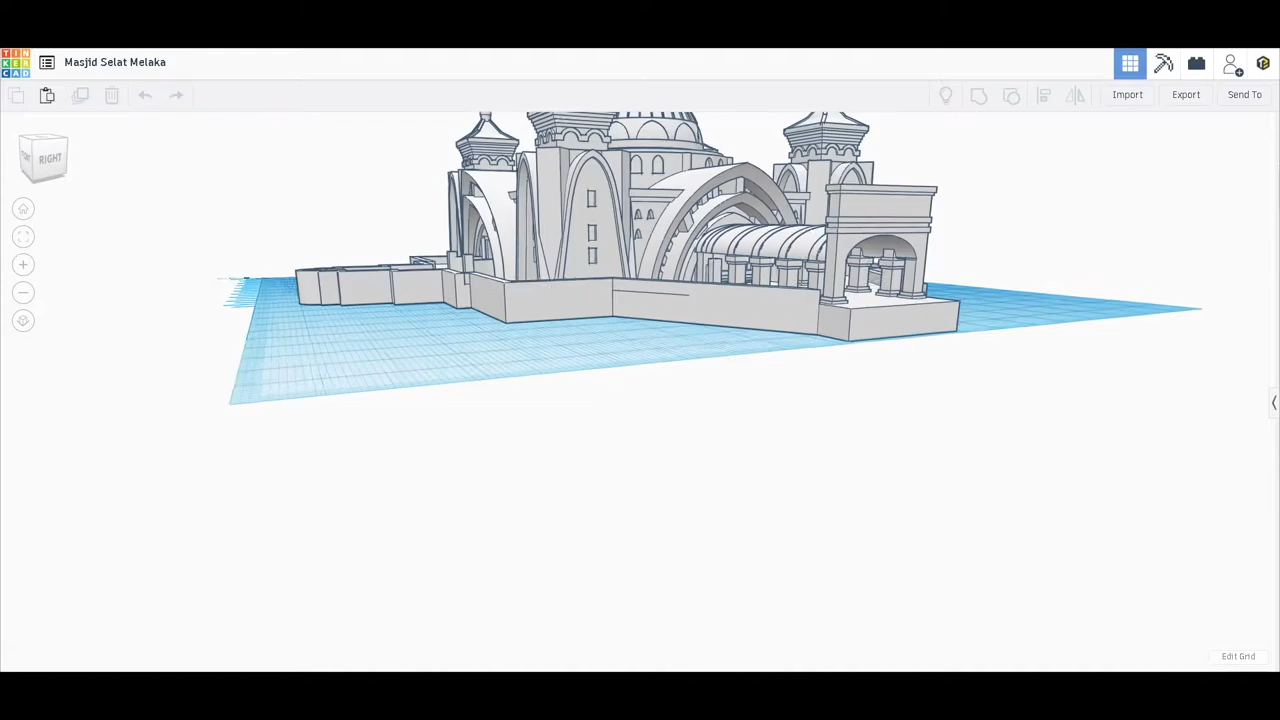 TIN
KER
CAD
Masjid Selat Melaka
Import
Export
Send To
RIGHT
Edit Grid